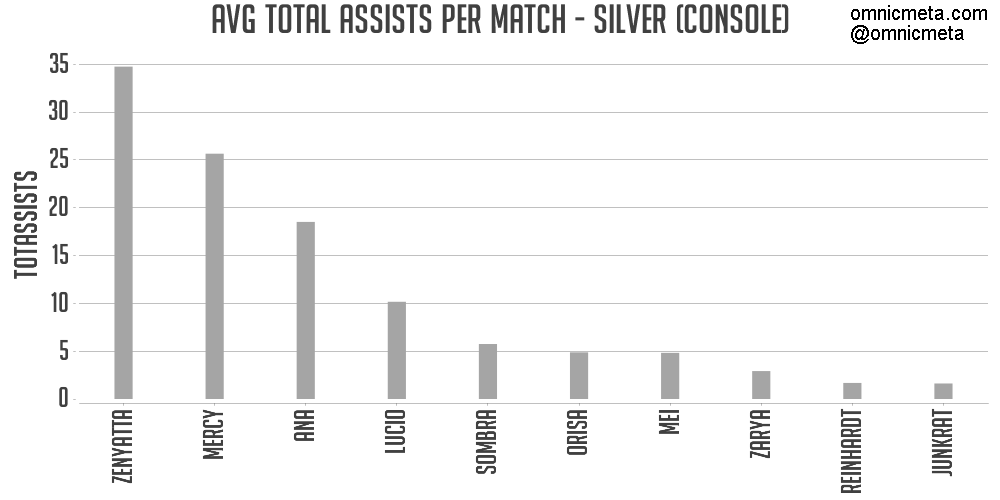 AVG TOTAL ASSISTS PER MATCH - SILVER (CONSOLE)
omnicmeta.com
@omnicmeta
TOTASSISTS
35
30
25
20
15
10
5
0
ZENYATTA
MERCY
ANA
LUCIO
SOMBRA
ORISA
MEI
ZARYA
REINHARDT
JUNKRAT